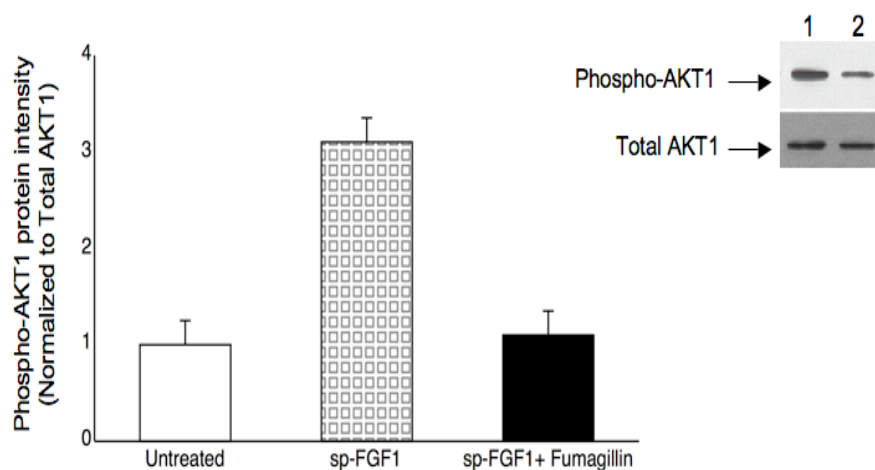 Phospho-AKT1 protein intensity
(Normalized to Total AKT1)
4
3
2
1
0
Untreated
sp-FGF1
sp-FGF1+ Fumagillin
1 2
Phospho-AKT1
Total AKT1